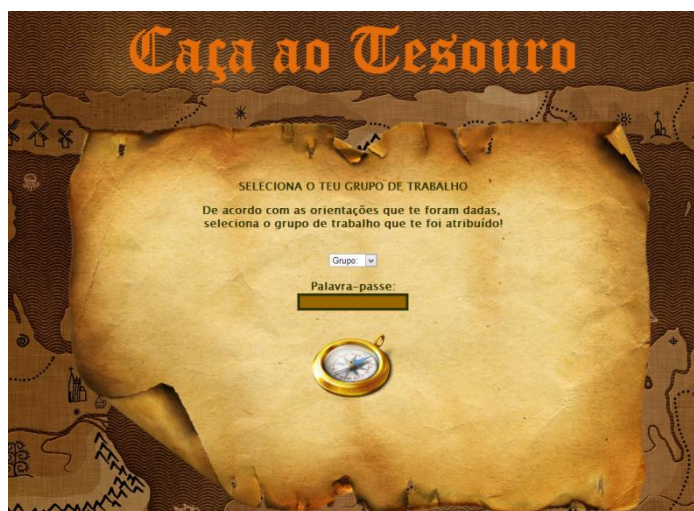 Caça ao Tesouro
SELECIONA O TEU GRUPO DE TRABALHO
De acordo com as orientações que te foram dadas,
seleciona o grupo de trabalho que te foi atribuído!
Grupo:
Palavra-passe: